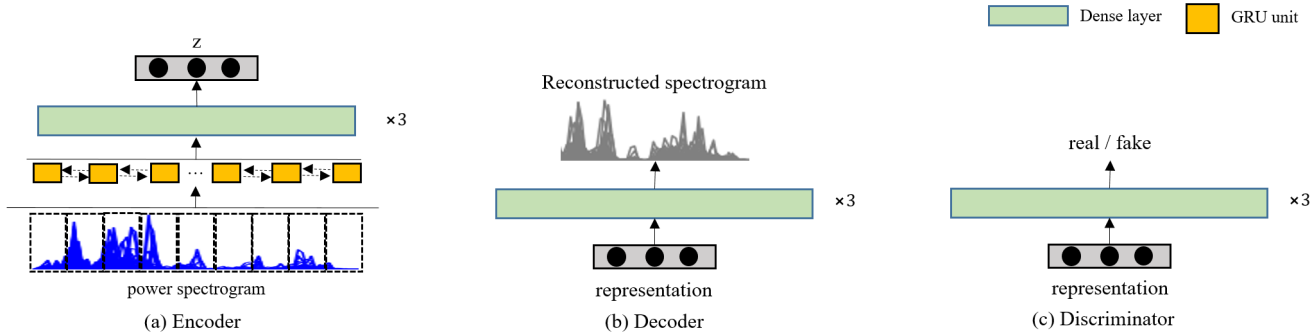 Dense layer
GRU unit
z
×3
...
power spectrogram
(a) Encoder
Reconstructed spectrogram
×3
representation
(b) Decoder
real / fake
×3
representation
(c) Discriminator